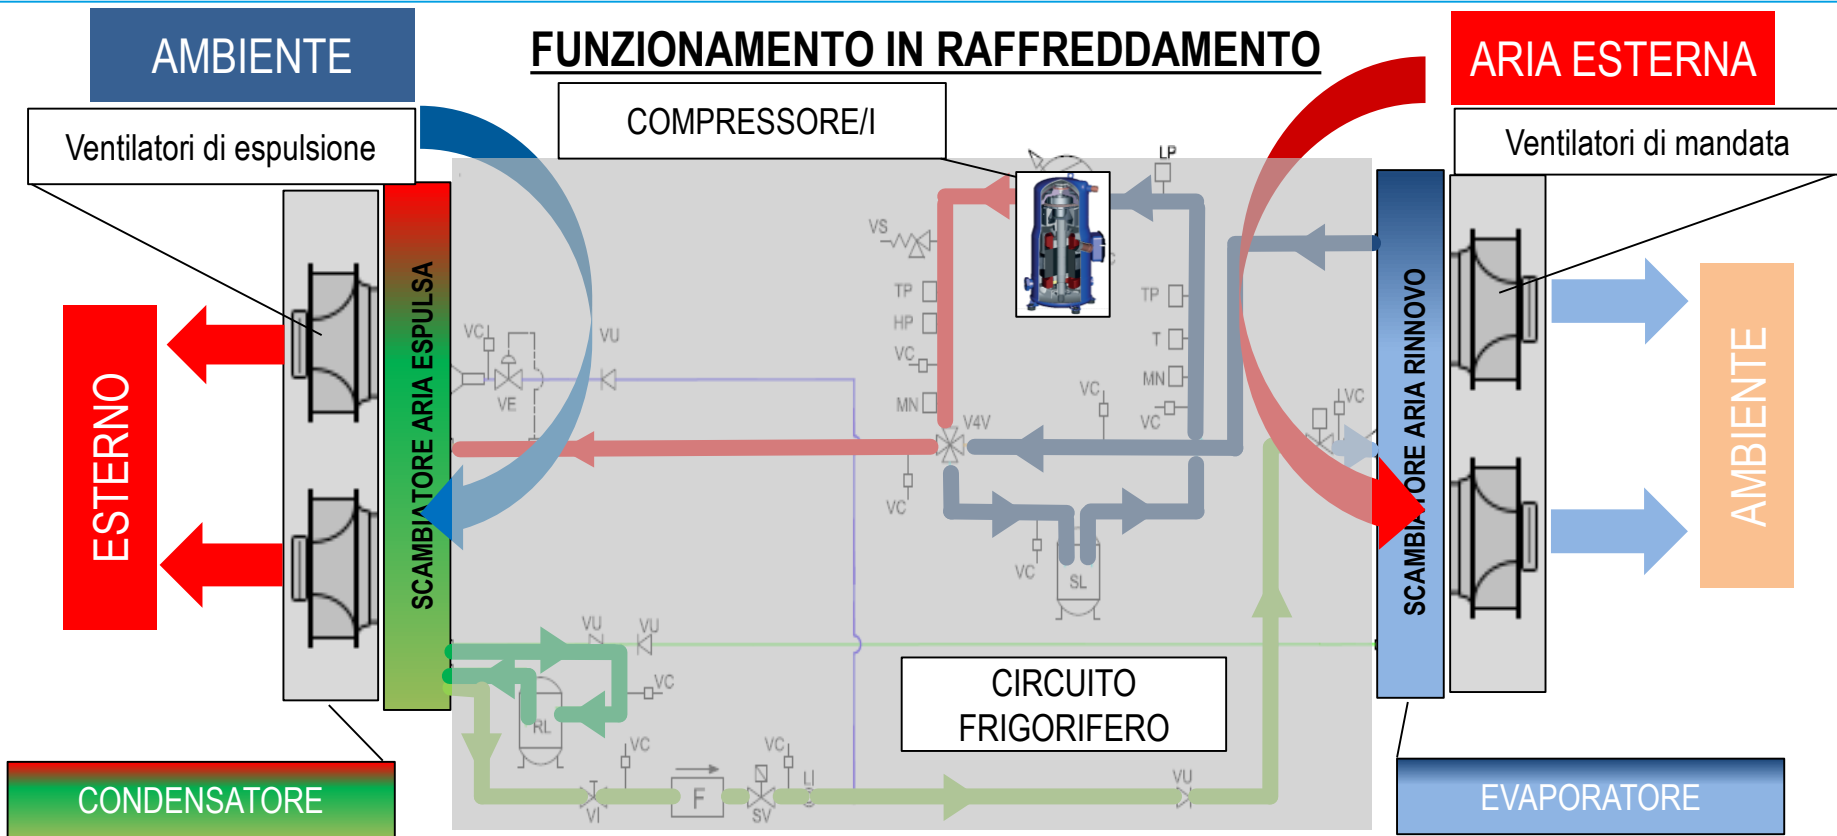 FUNZIONAMENTO IN RAFFREDDAMENTO
AMBIENTE
ARIA ESTERNA
Ventilatori di espulsione
COMPRESSORE/I
Ventilatori di mandata
LP
VS
TP
HP
VC
MN
V4V
TP
T
MN
VC
VC
VC
VC
VC
SL
C
VC
VE
VU
ESTERNO
SCAMBIATORE ARIA ESPULSA
SCAMBIATORE ARIA RINNOVO
AMBIENTE
VU
VU
VC
RL
CIRCUITO
FRIGORIFERO
VC
VC
LI
VI
F
SV
VU
CONDENSATORE
EVAPORATORE